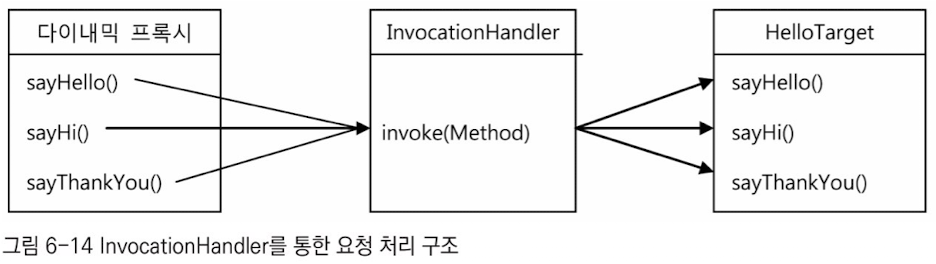 다이내믹 프록시
sayHello()
sayHi()
sayThankYou()
InvocationHandler
invoke(Method)
HelloTarget
sayHello()
sayHi()
sayThankYou()
그림 6-14 InvocationHandler를 통한 요청 처리 구조